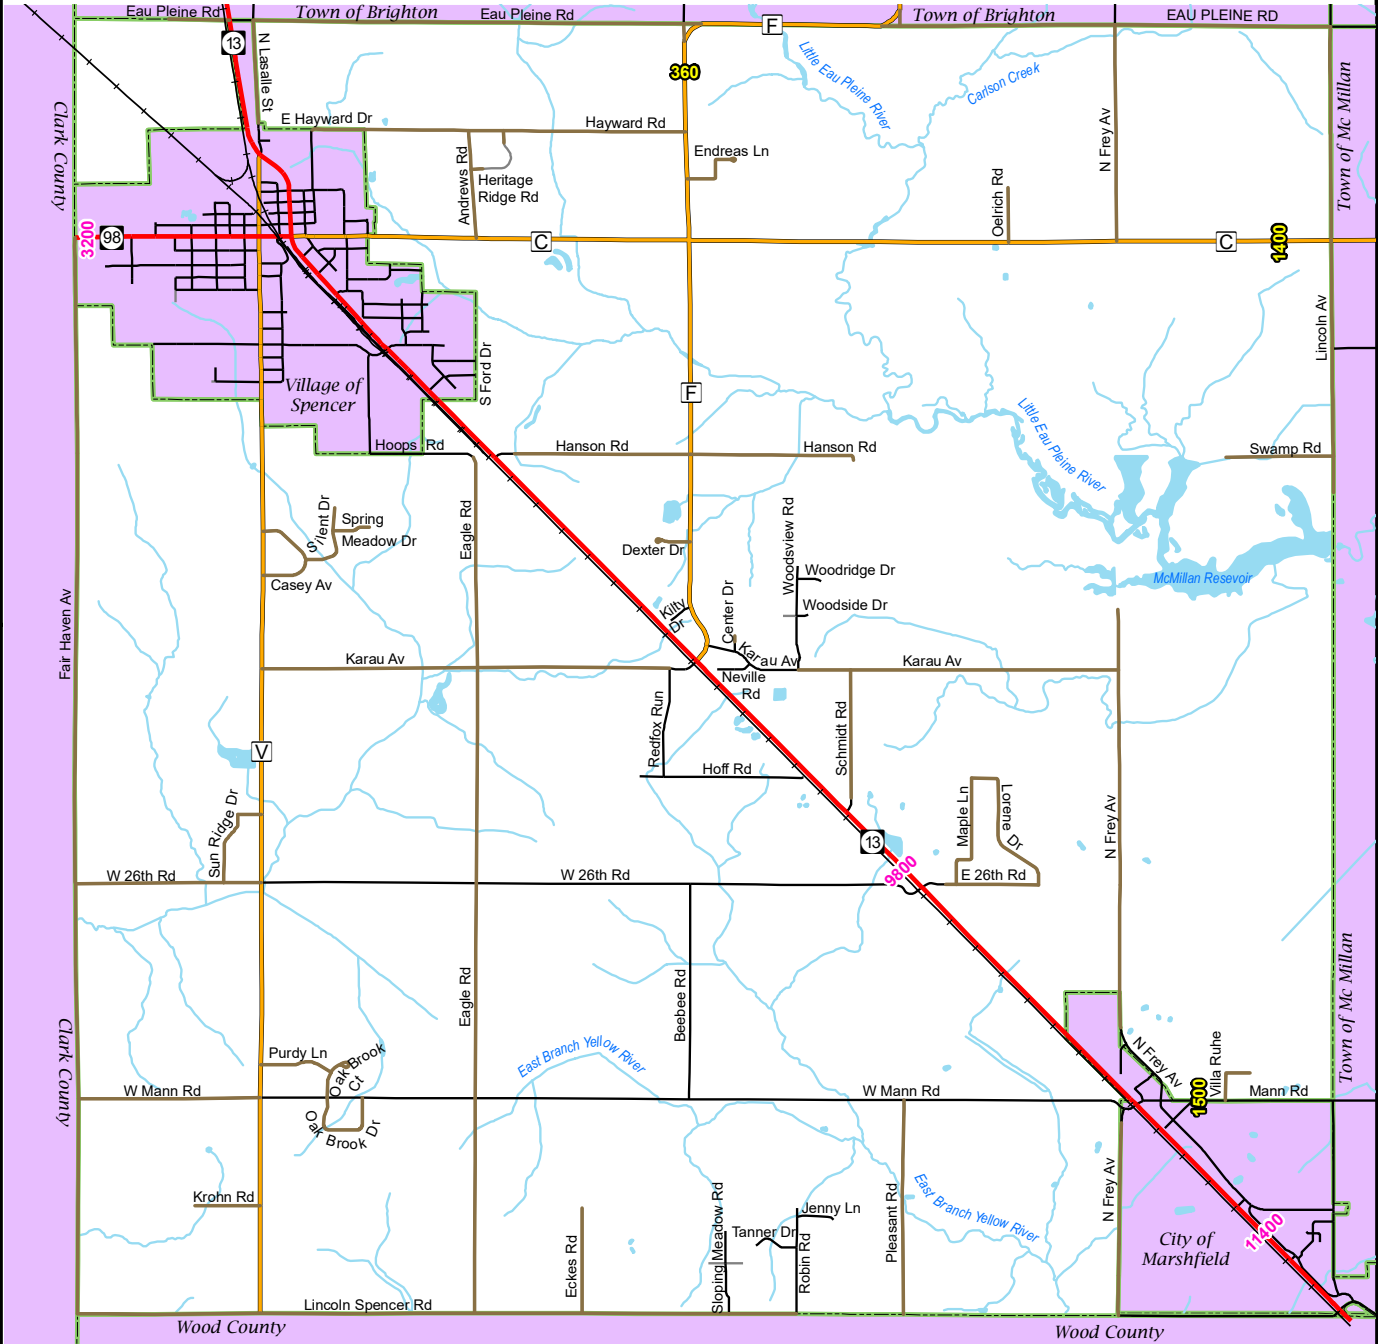 Eau Pleine Rd
Town of Brighton
Eau Pleine Rd
F
Town of Brighton
EAU PLEINE RD
13
N Lasalle St
360
Little Eau Pleine River
Carlson Creek
Town of Mc Millan
Clark County
E Hayward Dr
Hayward Rd
N Frey Av
Endreas Ln
Andrews Rd
Heritage
Ridge Rd
Oelrich Rd
3200
98
C
C
1400
Lincoln Av
Village of
Spencer
S Ford Dr
F
Little Eau Pleine River
Hoops Rd
Hanson Rd
Hanson Rd
Swamp Rd
Silent Dr
Spring
Meadow Dr
Eagle Rd
Woodsview Rd
Dexter Dr
Casey Av
Woodridge Dr
McMillan Resevoir
Fair Haven Av
Kilty
Dr
Center Dr
Woodside Dr
Karau Av
Karau Av
Karau Av
Neville
Rd
Redfox Run
Schmidt Rd
V
Hoff Rd
Sun Ridge Dr
Maple Ln
Lorene Dr
N Frey Av
13
9800
W 26th Rd
W 26th Rd
E 26th Rd
Town of Mc Millan
Eagle Rd
Beebee Rd
Clark County
Purdy Ln
Oak Brook
Ct
East Branch Yellow River
N Frey Av
Villa Ruhe
W Mann Rd
W Mann Rd
1500
Mann Rd
Oak Brook Dr
Krohn Rd
Sloping Meadow Rd
Jenny Ln
Tanner Dr
Robin Rd
Pleasant Rd
East Branch Yellow River
N Frey Av
Eckes Rd
City of
Marshfield
11400
Lincoln Spencer Rd
Wood County
Wood County